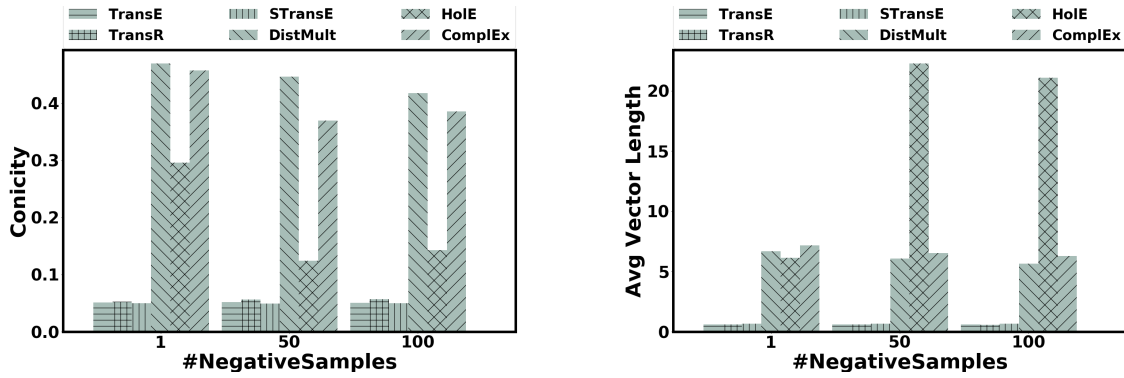 TransE STransE HolE
TransR DistMult ComplEx
Conicity
0.4
0.3
0.2
0.1
0.0
1 50 100
#NegativeSamples
TransE STransE HolE
TransR DistMult ComplEx
Avg Vector Length
20
15
10
5
0
1 50 100
#NegativeSamples